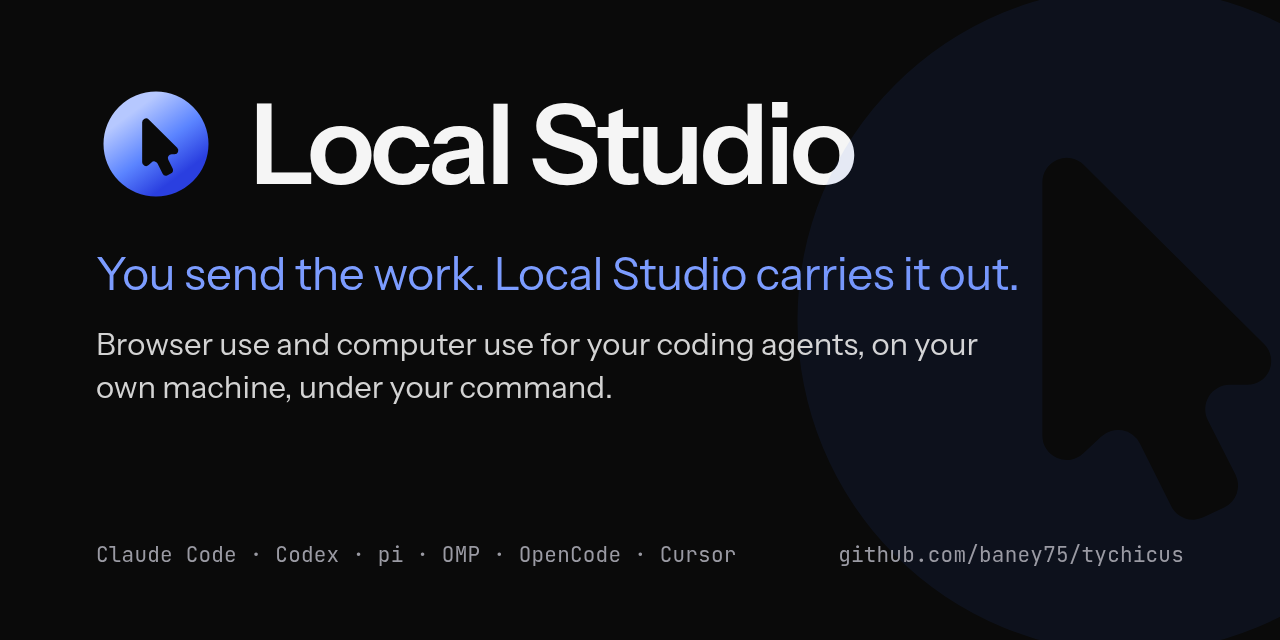 Local Studio
You send the work. Local Studio carries it out.
Browser use and computer use for your coding agents, on your
own machine, under your command.
Claude Code · Codex · pi · OMP · OpenCode · Cursor
github.com/baney75/tychicus